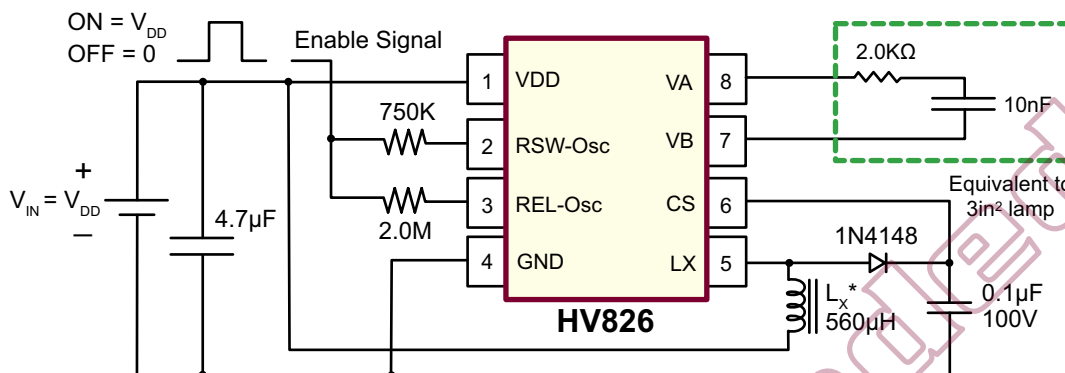 ON = VDD
OFF = 0
Enable Signal
750K
2.0M
VIN = VDD
+
–
4.7µF
1
VDD
2
RSW-Osc
3
REL-Osc
4
GND
VA
8
VB
7
CS
6
LX
5
HV826
2.0KΩ
10nF
Equivalent to
3in² lamp
1N4148
LX*
560µH
0.1µF
100V